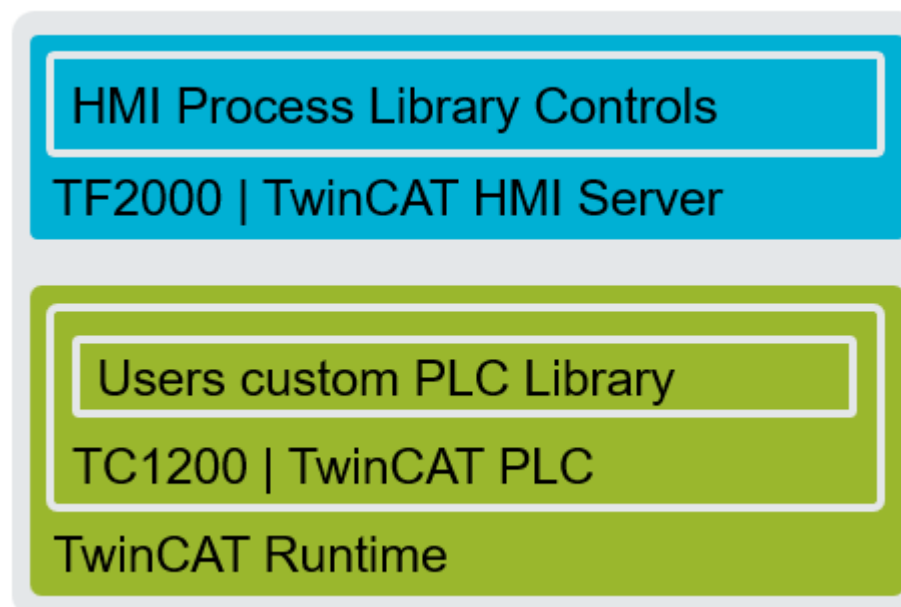 HMI Process Library Controls
TF2000 | TwinCAT HMI Server
Users custom PLC Library
TC1200 | TwinCAT PLC
TwinCAT Runtime